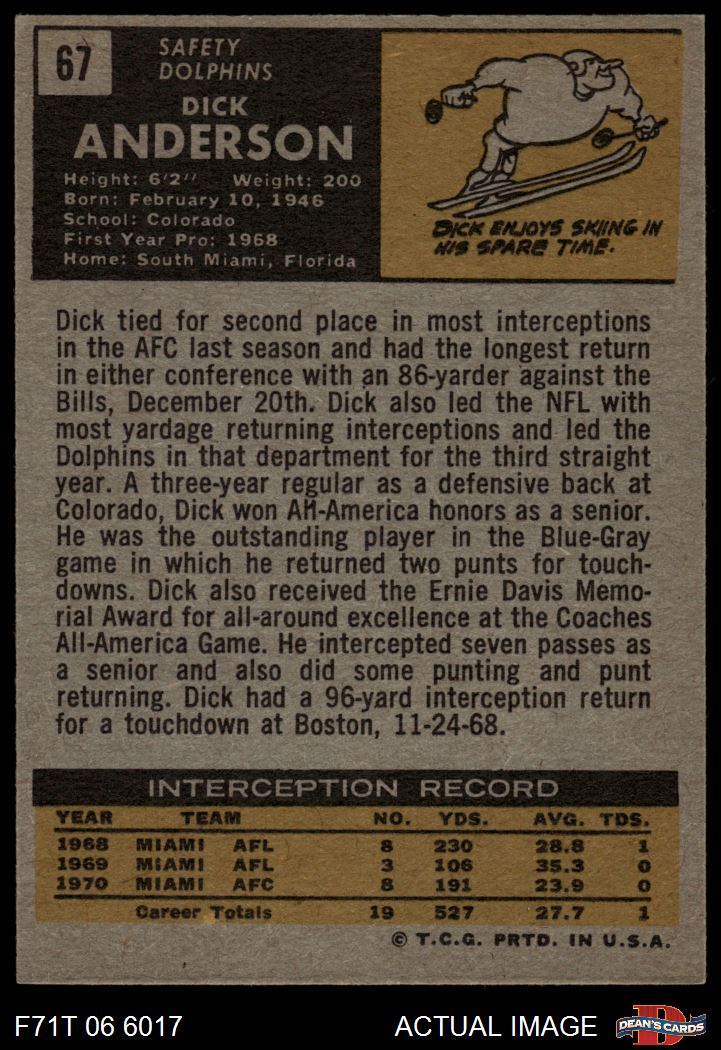 67
SAFETY
DOLPHINS
DICK
ANDERSON
Height: 6'2" Weight: 200
Born: February 10, 1946
School: Colorado
First Year Pro: 1968
Home: South Miami, Florida
DICK ENJOYS SKIING IN
HIS SPARE TIME.
Dick tied for second place in most interceptions
in the AFC last season and had the longest return
in either conference with an 86-yarder against the
Bills, December 20th. Dick also led the NFL with
most yardage returning interceptions and led the
Dolphins in that department for the third straight
year. A three-year regular as a defensive back at
Colorado, Dick won All-America honors as a senior.
He was the outstanding player in the Blue-Gray
game in which he returned two punts for touch-
downs. Dick also received the Ernie Davis Memo-
rial Award for all-around excellence at the Coaches
All-America Game. He intercepted seven passes as
a senior and also did some punting and punt
returning. Dick had a 96-yard interception return
for a touchdown at Boston, 11-24-68.
INTERCEPTION RECORD
YEAR TEAM NO. YDS. AVG. TDS.
1968 MIAMI AFL 8 230 28.8 1
1969 MIAMI AFL 3 106 35.3 0
1970 MIAMI AFC 8 191 23.9 0
Career Totals 19 527 27.7 1
© T.C.G. PRTD. IN U.S.A.
F71T 06 6017 ACTUAL IMAGE DEAN'S CARDS